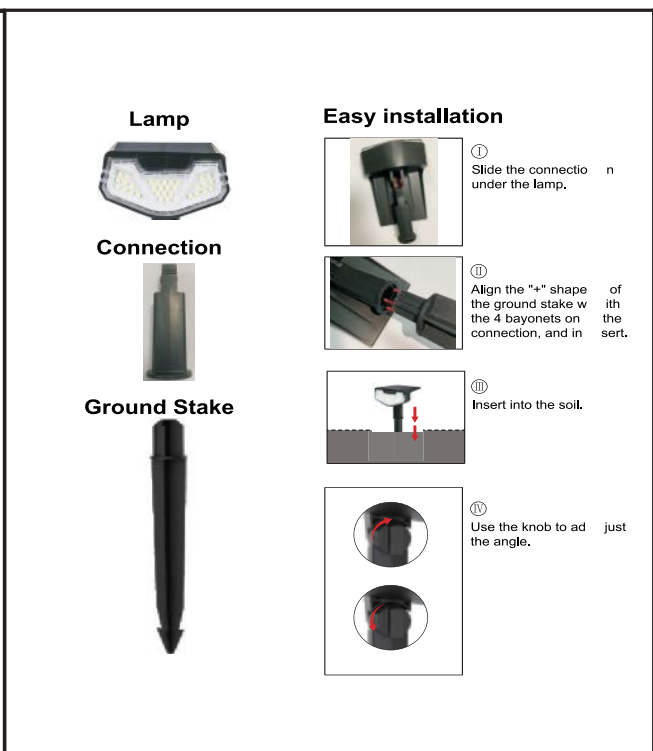 Lamp
Connection
Ground Stake
Easy installation
Ⓘ
Slide the connectio n
under the lamp.
Ⅱ
Align the "+" shape of
the ground stake w ith
the 4 bayonets on the
connection, and in sert.
Ⅲ
Insert into the soil.
Ⅳ
Use the knob to ad just
the angle.